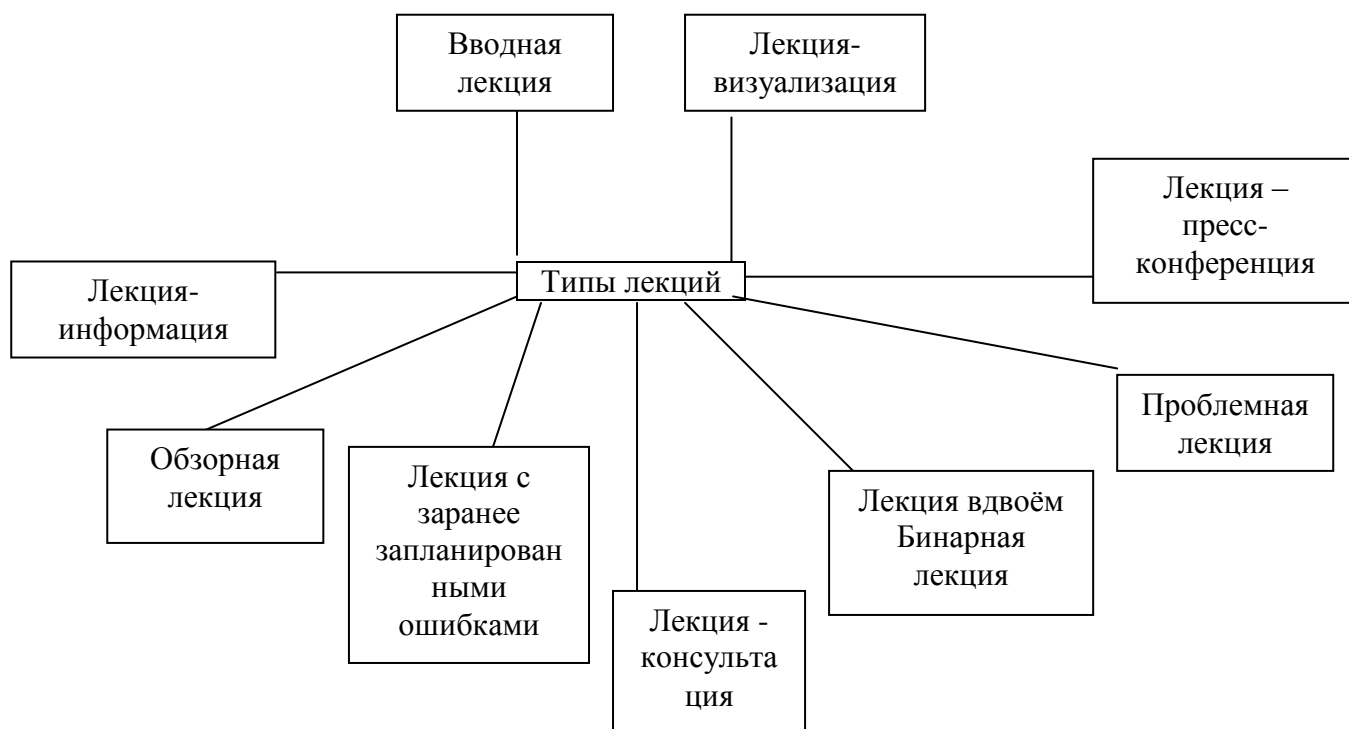 Вводная
лекция
Лекция-
визуализация
Лекция –
пресс-
конференция
Типы лекций
Лекция-
информация
Проблемная
лекция
Обзорная
лекция
Лекция с
заранее
запланирован
ными
ошибками
Лекция вдвоём
Бинарная
лекция
Лекция -
консульта
ция